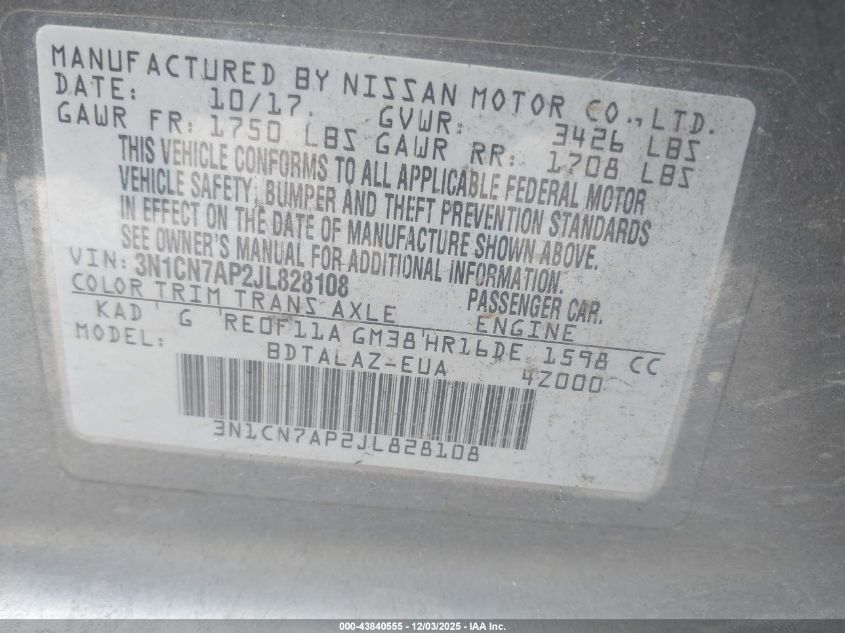 MANUFACTURED BY NISSAN MOTOR CO., LTD.
DATE: 10/17. GVWR: 3426 LBS
GAWR FR: 1750 LBS GAWR RR: 1708 LBS
THIS VEHICLE CONFORMS TO ALL APPLICABLE FEDERAL MOTOR
VEHICLE SAFETY, BUMPER AND THEFT PREVENTION STANDARDS
IN EFFECT ON THE DATE OF MANUFACTURE SHOWN ABOVE.
SEE OWNER'S MANUAL FOR ADDITIONAL INFORMATION.
VIN: 3N1CN7AP2JL828108 PASSENGER CAR.
COLOR TRIM TRANS AXLE ENGINE
KAD G RE0F11A GM38 HR16DE 1598 CC
MODEL: BDTALAZ-EUA 4Z000
3N1CN7AP2JL828108
000-43840555 - 12/03/2025 - IAA Inc.